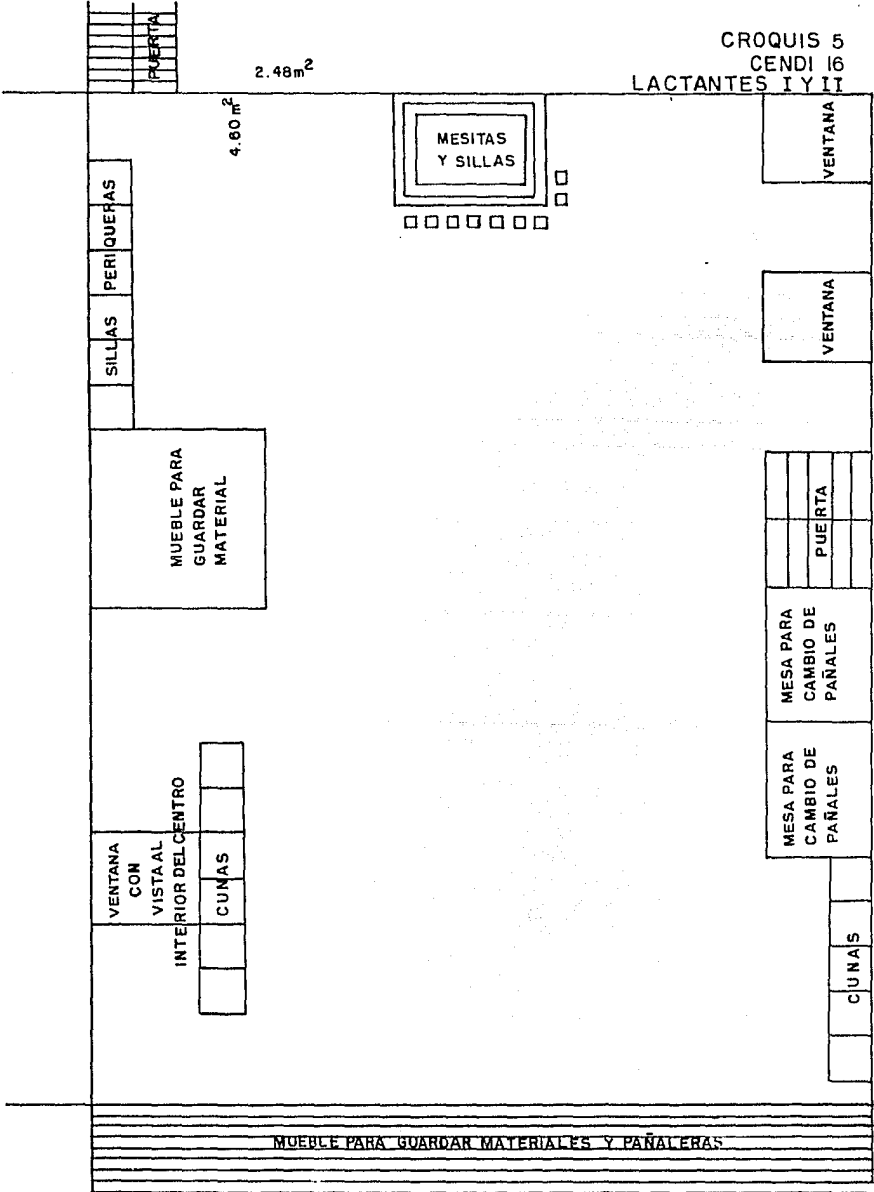 CROQUIS 5
CENDI 16
LACTANTES I Y II
PUERTA
2.48m²
4.60 m²
MESITAS
Y SILLAS
VENTANA
SILLAS PERIQUERAS
VENTANA
MUEBLE PARA
GUARDAR
MATERIAL
PUERTA
MESA PARA
CAMBIO DE
PAÑALES
MESA PARA
CAMBIO DE
PAÑALES
VENTANA
CON
VISTA AL
INTERIOR DEL CENTRO
CUNAS
CUNAS
MUEBLE PARA GUARDAR MATERIALES Y PAÑALERAS